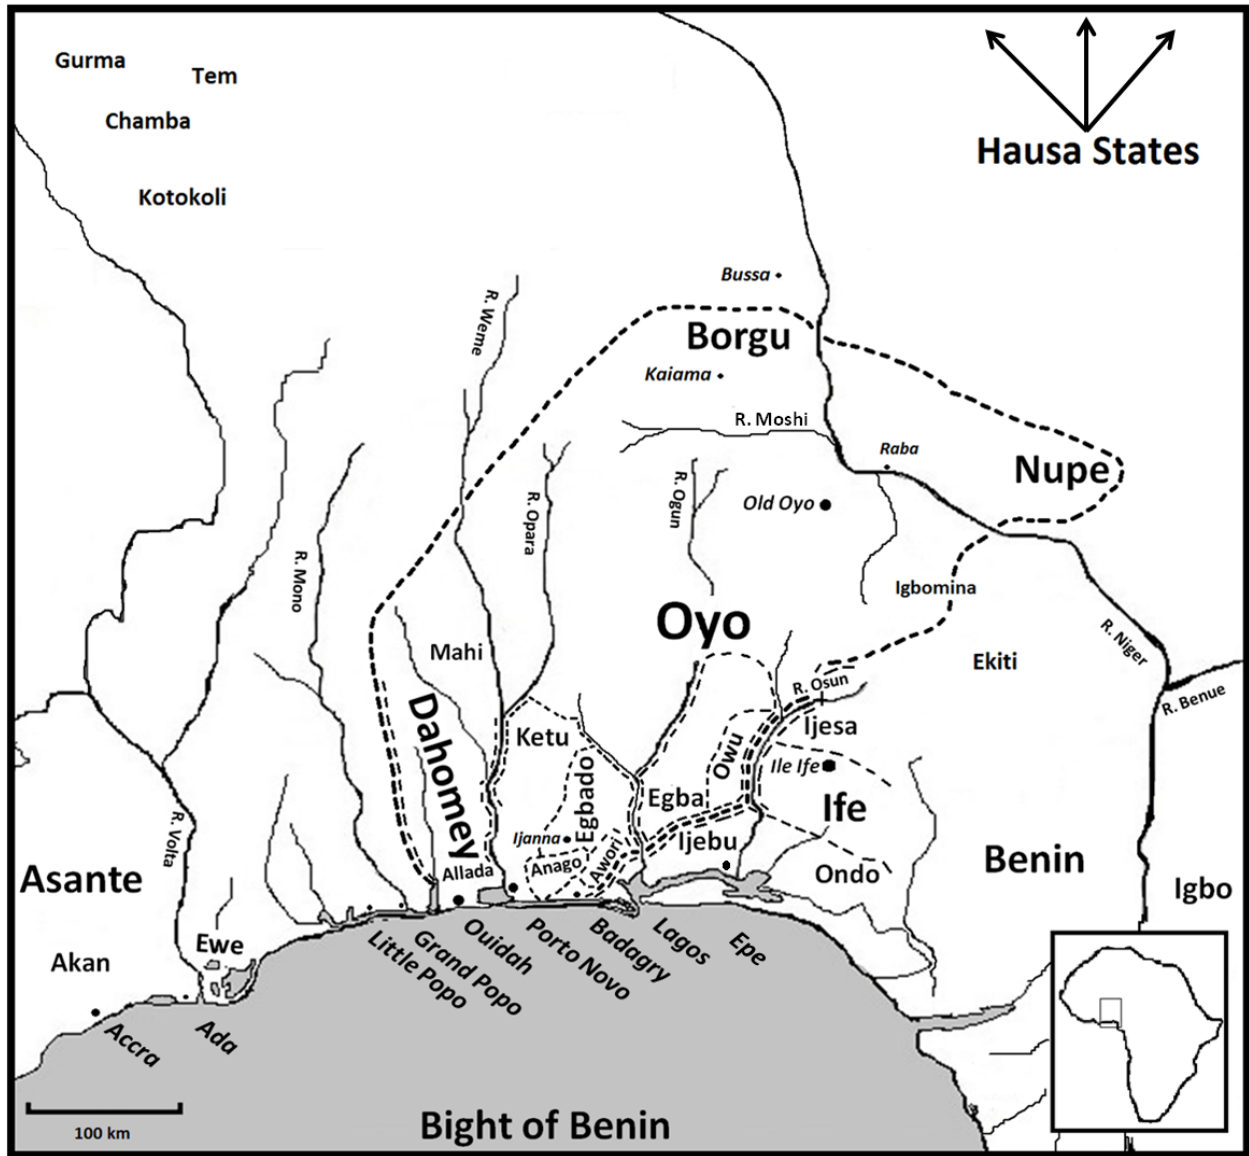 Gurma
Tem
Chamba
Kotokoli
Hausa States
Bussa
R. Weme
Borgu
Kaiama
R. Moshi
Raba
Nupe
R. Ogun
R. Opara
Old Oyo
R. Mono
Igbomina
Oyo
Mahi
Ekiti
R. Niger
R. Osun
R. Benue
Dahomey
Ketu
Ijesa
Owu
Ile Ife
Egbado
Egba
Ife
R. Volta
Ijanna
Ijebu
Awori
Anago
Allada
Ondo
Benin
Asante
Igbo
Akan
Ewe
Little Popo
Grand Popo
Ouidah
Porto Novo
Badagry
Lagos
Epe
Accra
Ada
100 km
Bight of Benin